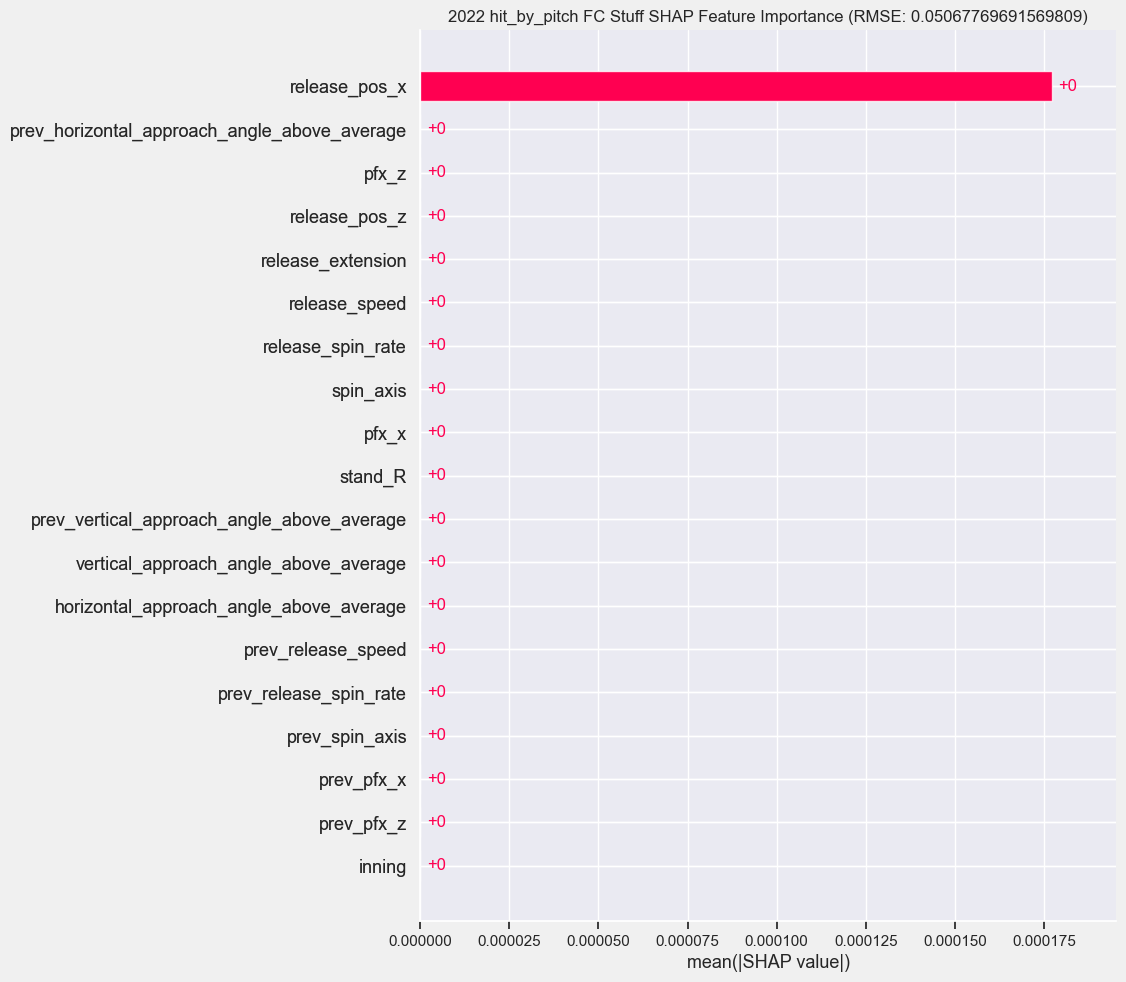 2022 hit_by_pitch FC Stuff SHAP Feature Importance (RMSE: 0.05067769691569809)
release_pos_x +0
prev_horizontal_approach_angle_above_average +0
pfx_z +0
release_pos_z +0
release_extension +0
release_speed +0
release_spin_rate +0
spin_axis +0
pfx_x +0
stand_R +0
prev_vertical_approach_angle_above_average +0
vertical_approach_angle_above_average +0
horizontal_approach_angle_above_average +0
prev_release_speed +0
prev_release_spin_rate +0
prev_spin_axis +0
prev_pfx_x +0
prev_pfx_z +0
inning +0
0.000000 0.000025 0.000050 0.000075 0.000100 0.000125 0.000150 0.000175
mean(|SHAP value|)